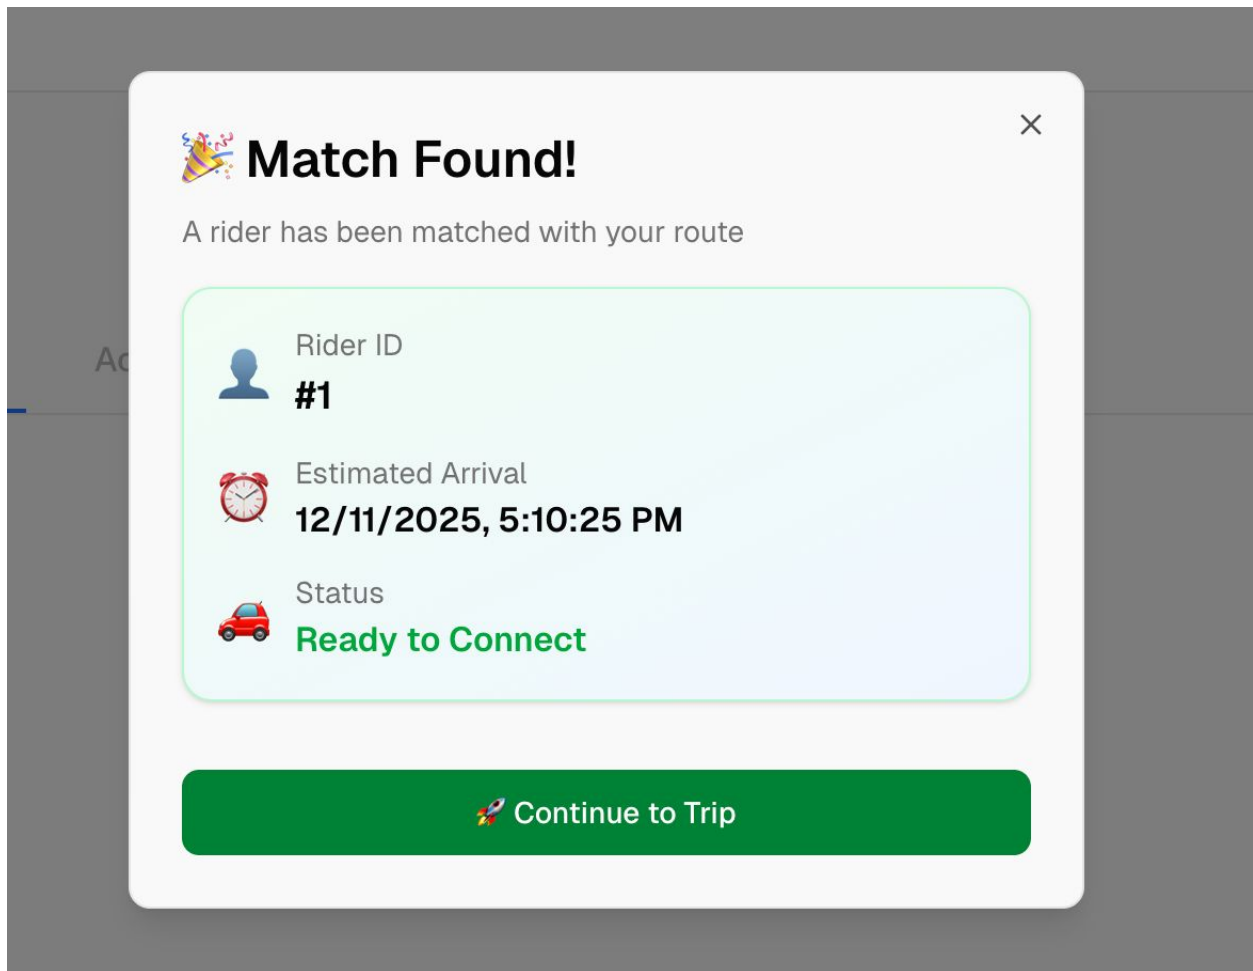 🎉 Match Found!
A rider has been matched with your route
Rider ID
#1
Estimated Arrival
12/11/2025, 5:10:25 PM
Status
Ready to Connect
🚀 Continue to Trip